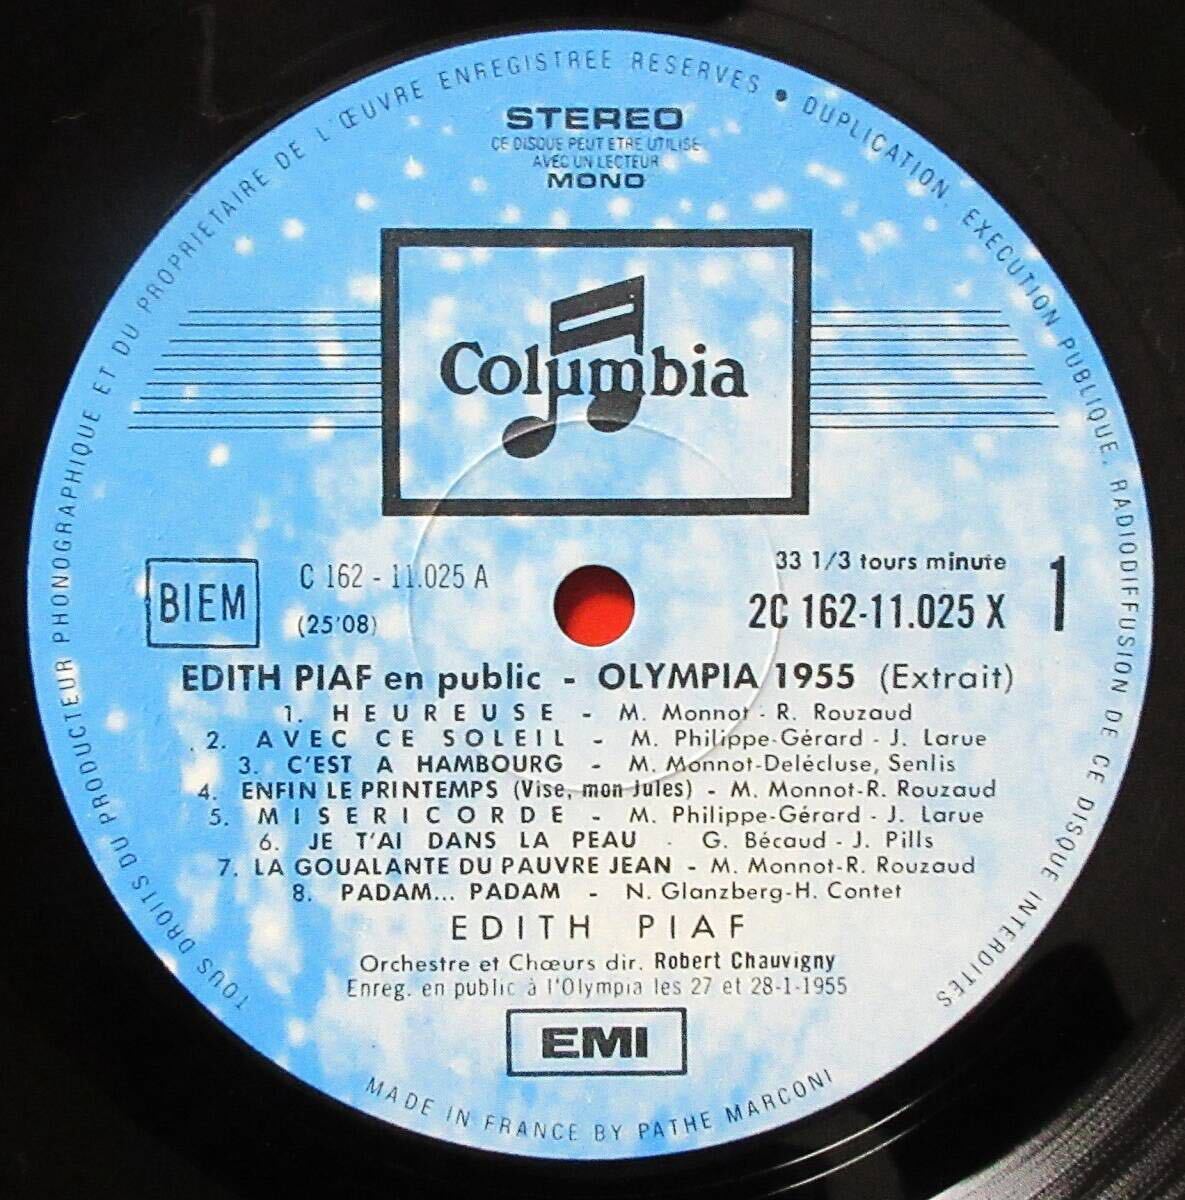 TOUS DROITS DU PRODUCTEUR PHONOGRAPHIQUE ET DU PROPRIETAIRE DE L'ŒUVRE ENREGISTREE RESERVES • DUPLICATION, EXECUTION PUBLIQUE, RADIODIFFUSION DE CE DISQUE INTERDITES
STEREO
CE DISQUE PEUT ETRE UTILISE
AVEC UN LECTEUR
MONO
Columbia
BIEM
C 162 - 11.025 A
(25'08)
33 1/3 tours minute
2C 162-11.025 X
1
EDITH PIAF en public - OLYMPIA 1955 (Extrait)
1. HEUREUSE - M. Monnot - R. Rouzaud
2. AVEC CE SOLEIL - M. Philippe-Gérard - J. Larue
3. C'EST A HAMBOURG - M. Monnot-Delécluse, Senlis
4. ENFIN LE PRINTEMPS (Vise, mon Jules) - M. Monnot-R. Rouzaud
5. MISERICORDE - M. Philippe-Gérard - J. Larue
6. JE T'AI DANS LA PEAU - G. Bécaud - J. Pills
7. LA GOUALANTE DU PAUVRE JEAN - M. Monnot-R. Rouzaud
8. PADAM... PADAM - N. Glanzberg-H. Contet
EDITH PIAF
Orchestre et Chœurs dir. Robert Chauvigny
Enreg. en public à l'Olympia les 27 et 28-1-1955
EMI
MADE IN FRANCE BY PATHE MARCONI